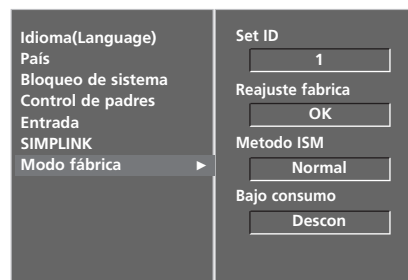 Idioma(Language)
País
Bloqueo de sistema
Control de padres
Entrada
SIMPLINK
Modo fábrica ►
Set ID
1
Reajuste fabrica
OK
Metodo ISM
Normal
Bajo consumo
Descon